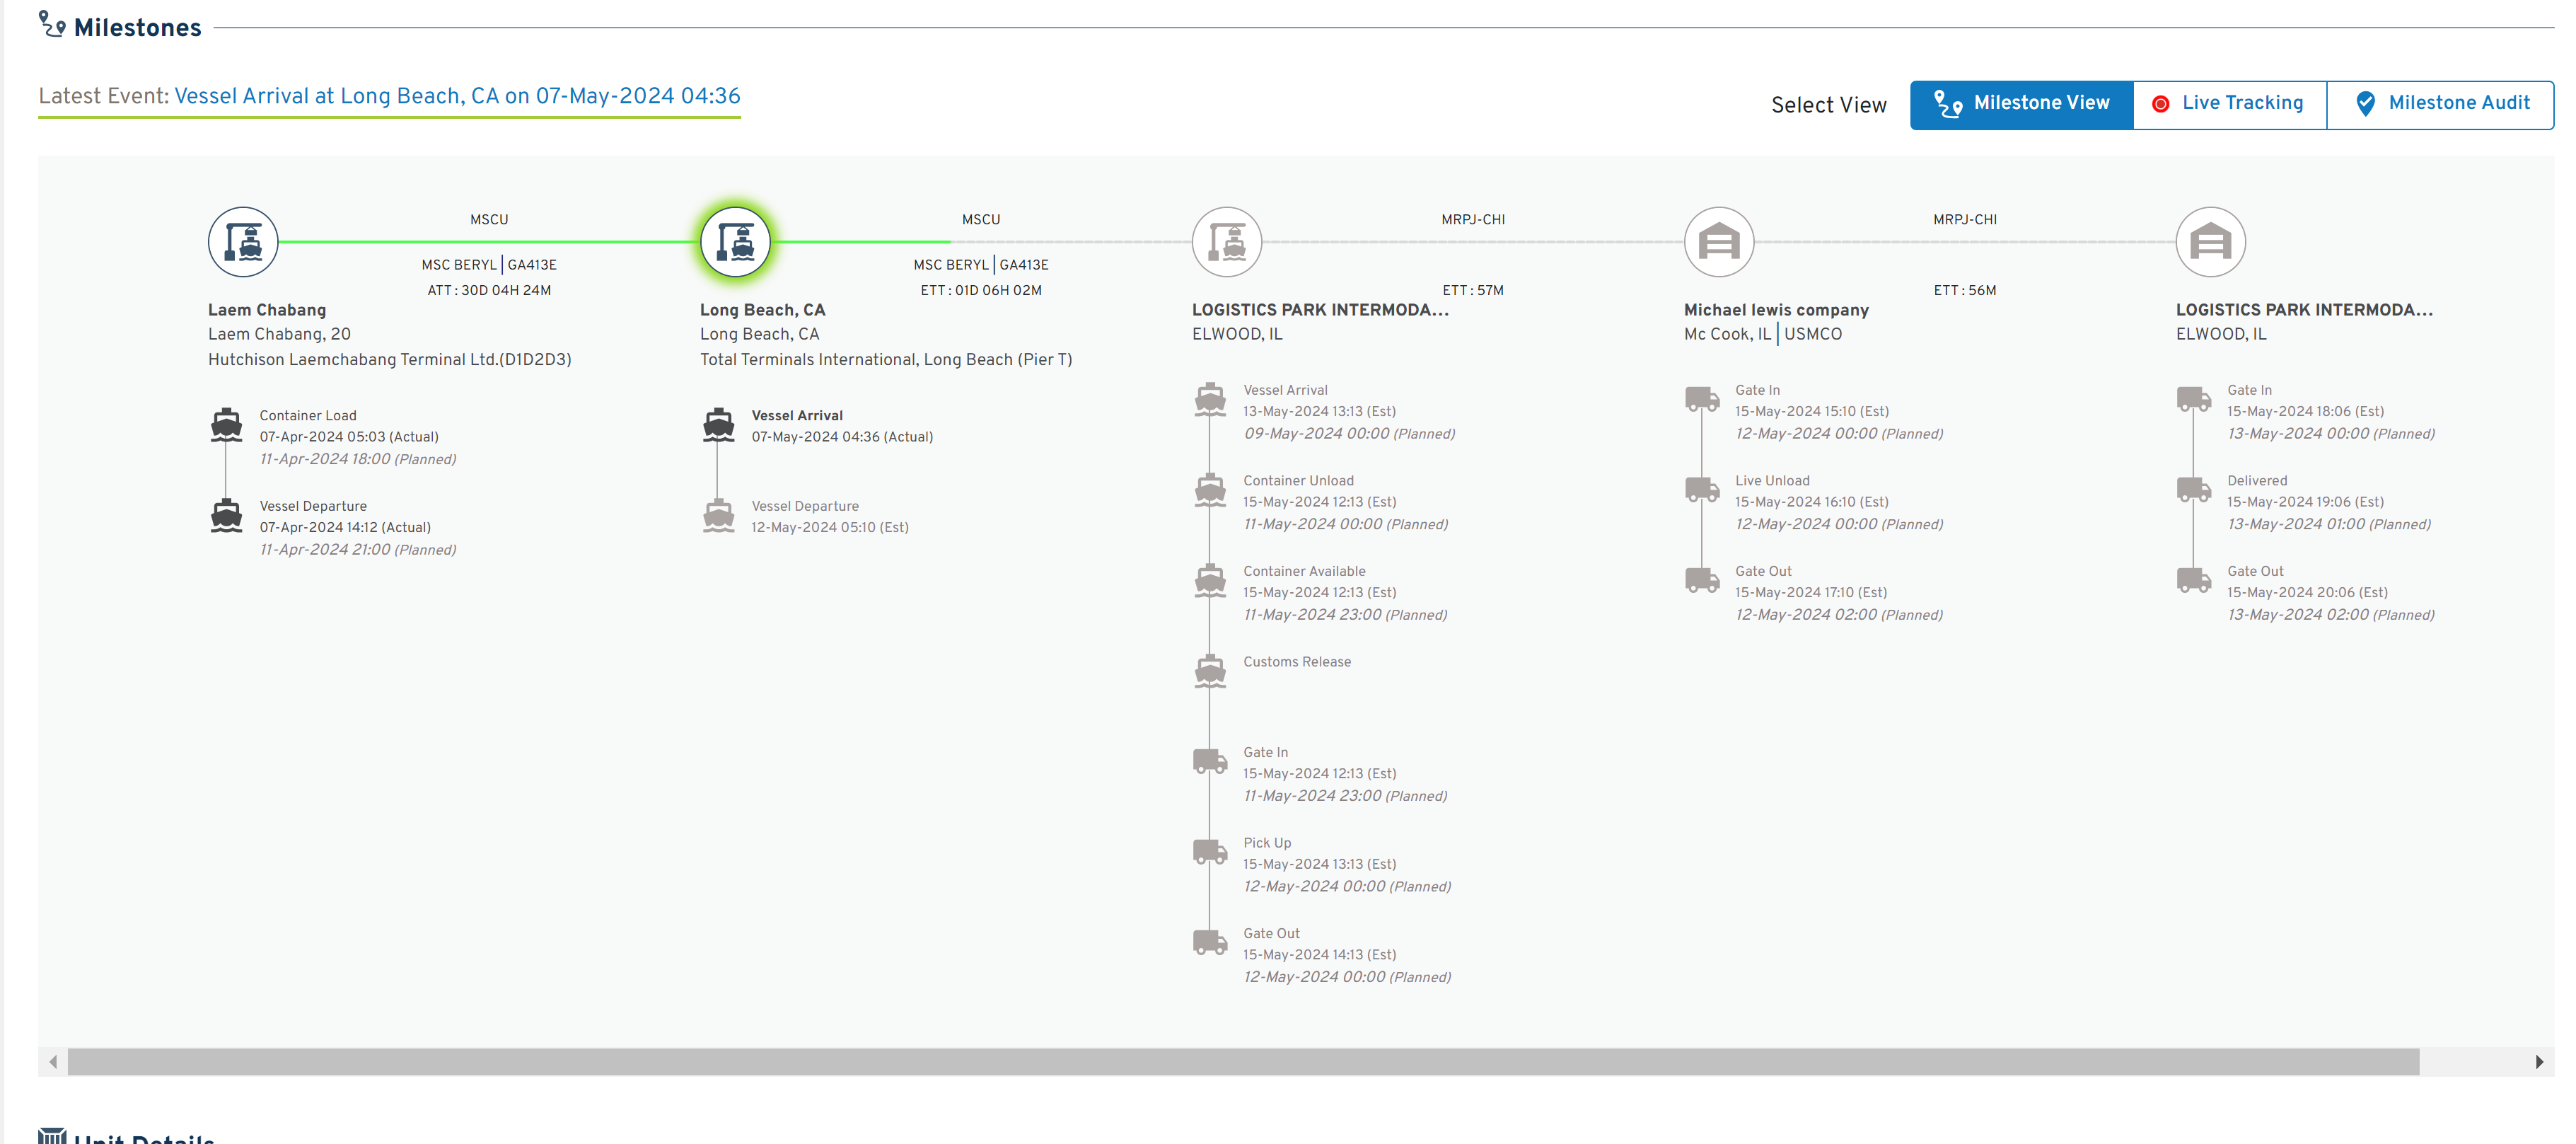 Milestones
Latest Event: Vessel Arrival at Long Beach, CA on 07-May-2024 04:36
Select View
Milestone View
Live Tracking
Milestone Audit
MSCU
MSC BERYL | GA413E
ATT : 30D 04H 24M
MSCU
MSC BERYL | GA413E
ETT : 01D 06H 02M
MRPJ-CHI
ETT : 57M
MRPJ-CHI
ETT : 56M
Laem Chabang
Laem Chabang, 20
Hutchison Laemchabang Terminal Ltd.(D1D2D3)
Container Load
07-Apr-2024 05:03 (Actual)
11-Apr-2024 18:00 (Planned)
Vessel Departure
07-Apr-2024 14:12 (Actual)
11-Apr-2024 21:00 (Planned)
Long Beach, CA
Long Beach, CA
Total Terminals International, Long Beach (Pier T)
Vessel Arrival
07-May-2024 04:36 (Actual)
Vessel Departure
12-May-2024 05:10 (Est)
LOGISTICS PARK INTERMODA...
ELWOOD, IL
Vessel Arrival
13-May-2024 13:13 (Est)
09-May-2024 00:00 (Planned)
Container Unload
15-May-2024 12:13 (Est)
11-May-2024 00:00 (Planned)
Container Available
15-May-2024 12:13 (Est)
11-May-2024 23:00 (Planned)
Customs Release
Gate In
15-May-2024 12:13 (Est)
11-May-2024 23:00 (Planned)
Pick Up
15-May-2024 13:13 (Est)
12-May-2024 00:00 (Planned)
Gate Out
15-May-2024 14:13 (Est)
12-May-2024 00:00 (Planned)
Michael lewis company
Mc Cook, IL | USMCO
Gate In
15-May-2024 15:10 (Est)
12-May-2024 00:00 (Planned)
Live Unload
15-May-2024 16:10 (Est)
12-May-2024 00:00 (Planned)
Gate Out
15-May-2024 17:10 (Est)
12-May-2024 02:00 (Planned)
LOGISTICS PARK INTERMODA...
ELWOOD, IL
Gate In
15-May-2024 18:06 (Est)
13-May-2024 00:00 (Planned)
Delivered
15-May-2024 19:06 (Est)
13-May-2024 01:00 (Planned)
Gate Out
15-May-2024 20:06 (Est)
13-May-2024 02:00 (Planned)
Unit Details